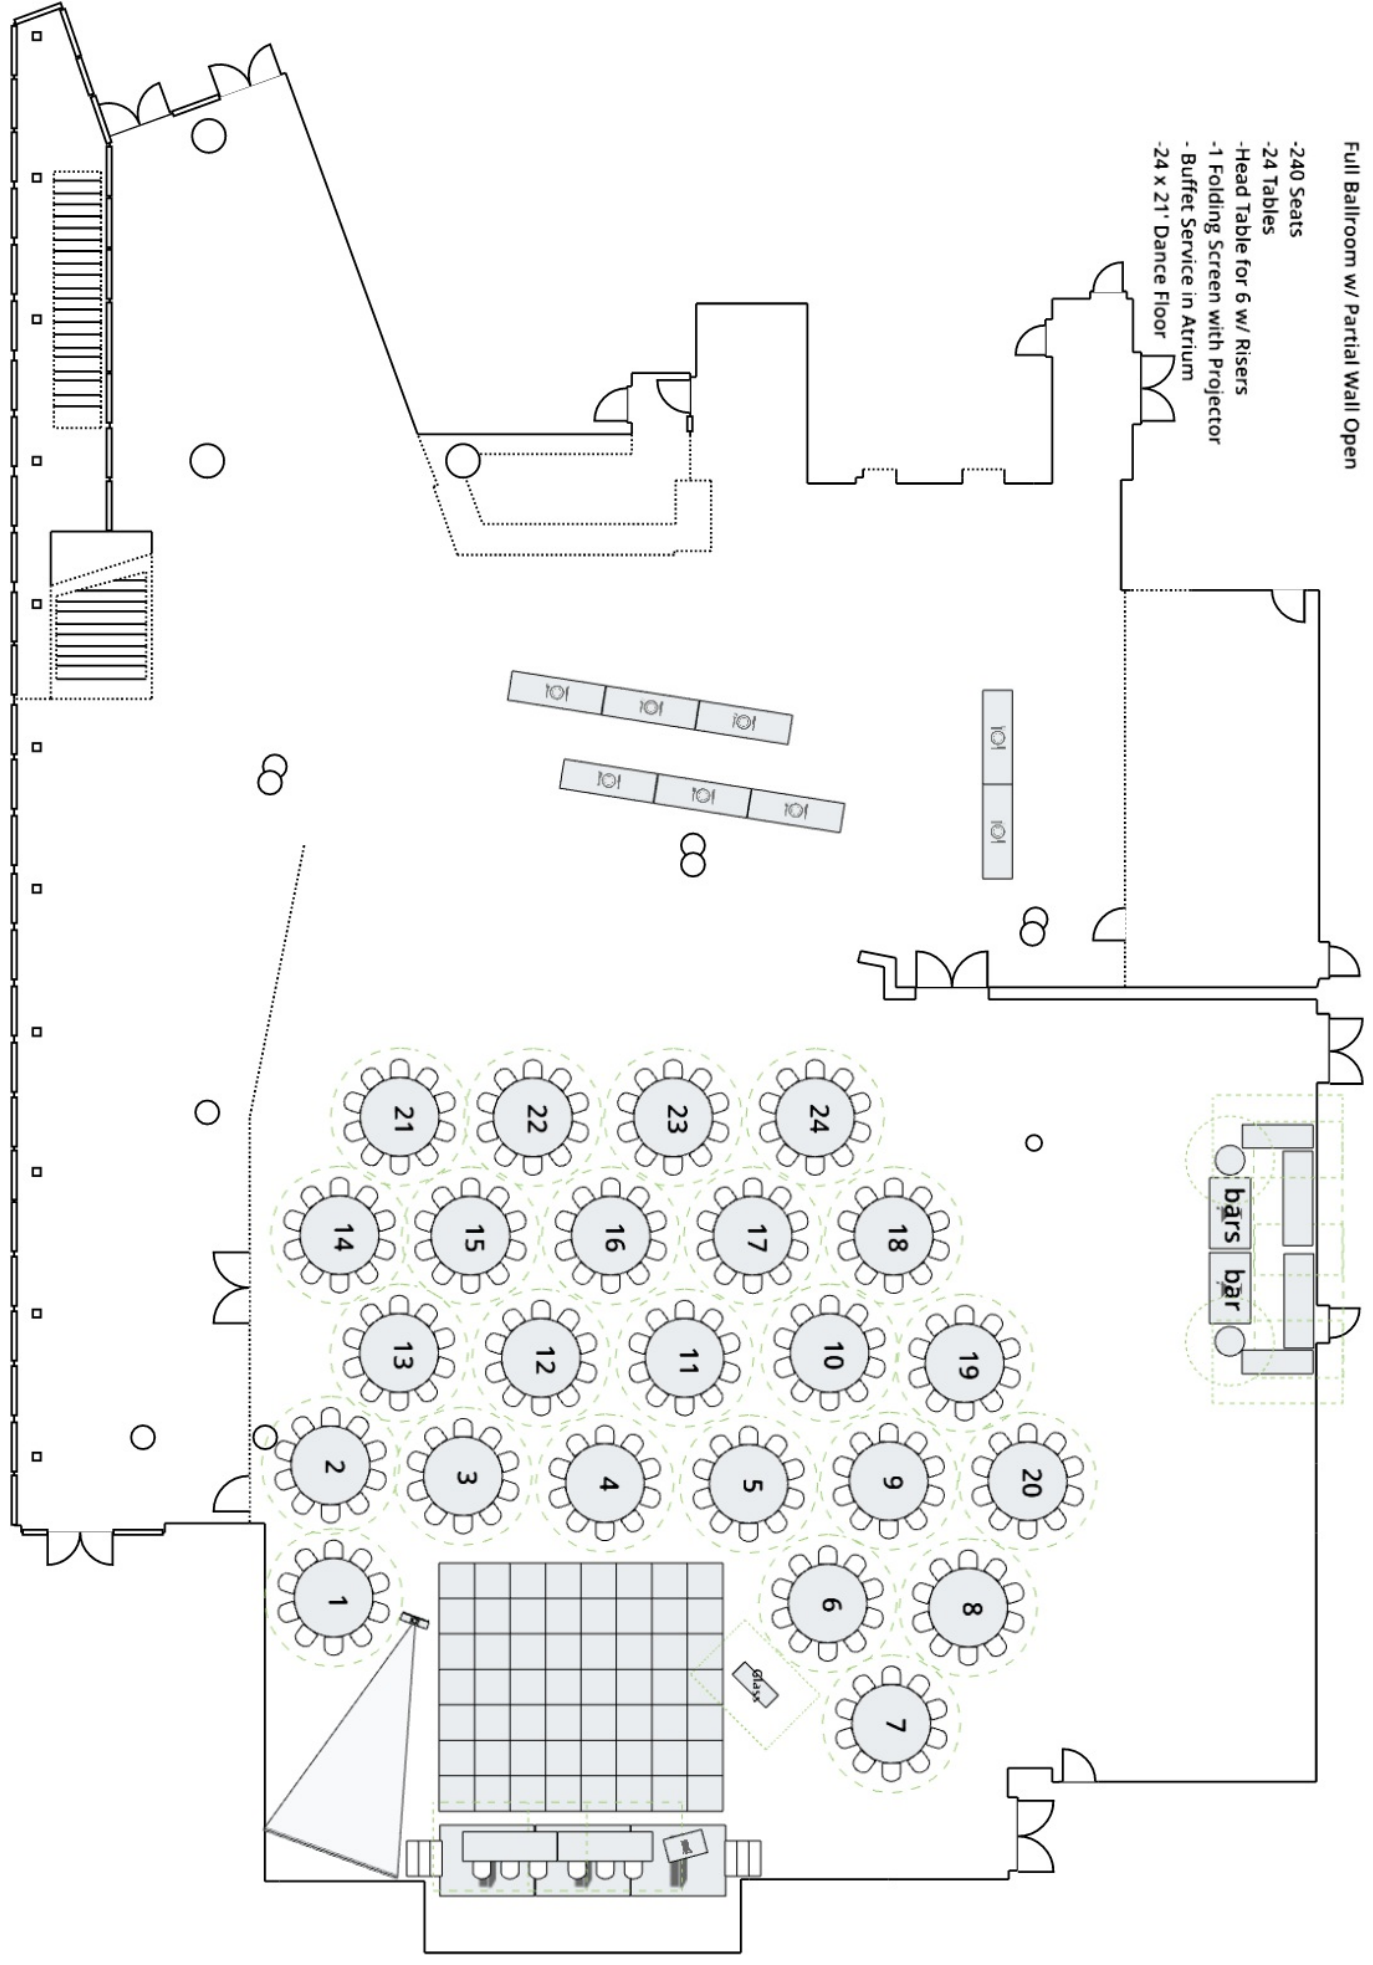 Full Ballroom w/ Partial Wall Open
-240 Seats
-24 Tables
-Head Table for 6 w/ Risers
-1 Folding Screen with Projector
- Buffet Service in Atrium
-24 x 21' Dance Floor
21
22
23
24
14
15
16
17
18
13
12
11
10
19
2
3
4
5
9
20
1
6
8
7
bars
bar
Glass